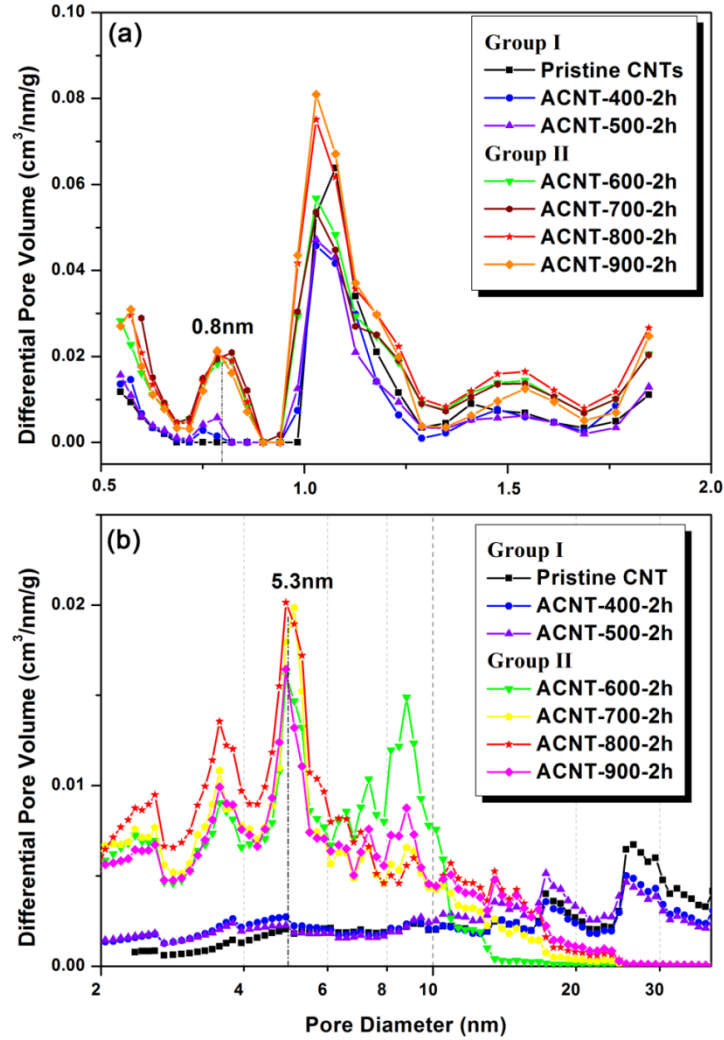 (a)
Group I
Pristine CNTs
ACNT-400-2h
ACNT-500-2h
Group II
ACNT-600-2h
ACNT-700-2h
ACNT-800-2h
ACNT-900-2h
0.8nm
0.10
0.08
0.06
0.04
0.02
0.00
Differential Pore Volume (cm³/nm/g)
0.5
1.0
1.5
2.0
(b)
Group I
Pristine CNT
ACNT-400-2h
ACNT-500-2h
Group II
ACNT-600-2h
ACNT-700-2h
ACNT-800-2h
ACNT-900-2h
5.3nm
0.02
0.01
0.00
Differential Pore Volume (cm³/nm/g)
2
4
6
8
10
20
30
Pore Diameter (nm)